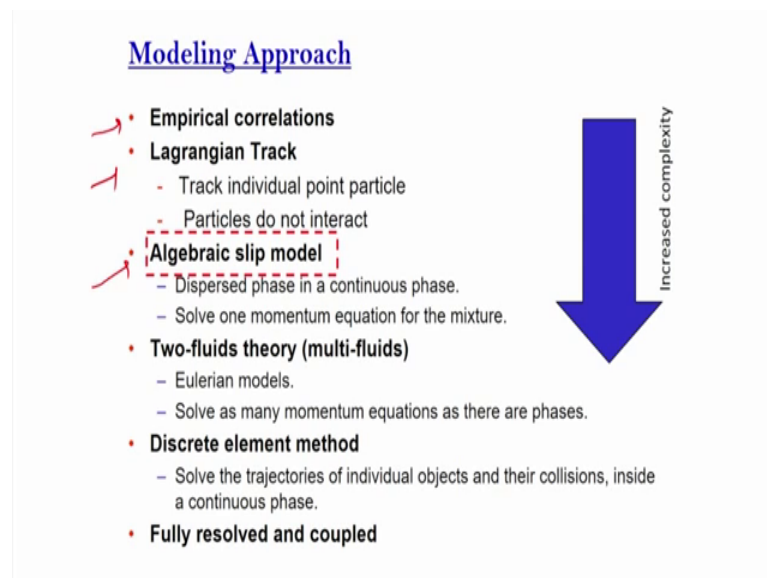 Modeling Approach
• Empirical correlations
• Lagrangian Track
- Track individual point particle
- Particles do not interact
• Algebraic slip model
– Dispersed phase in a continuous phase.
– Solve one momentum equation for the mixture.
• Two-fluids theory (multi-fluids)
– Eulerian models.
– Solve as many momentum equations as there are phases.
• Discrete element method
– Solve the trajectories of individual objects and their collisions, inside
a continuous phase.
• Fully resolved and coupled
Increased complexity